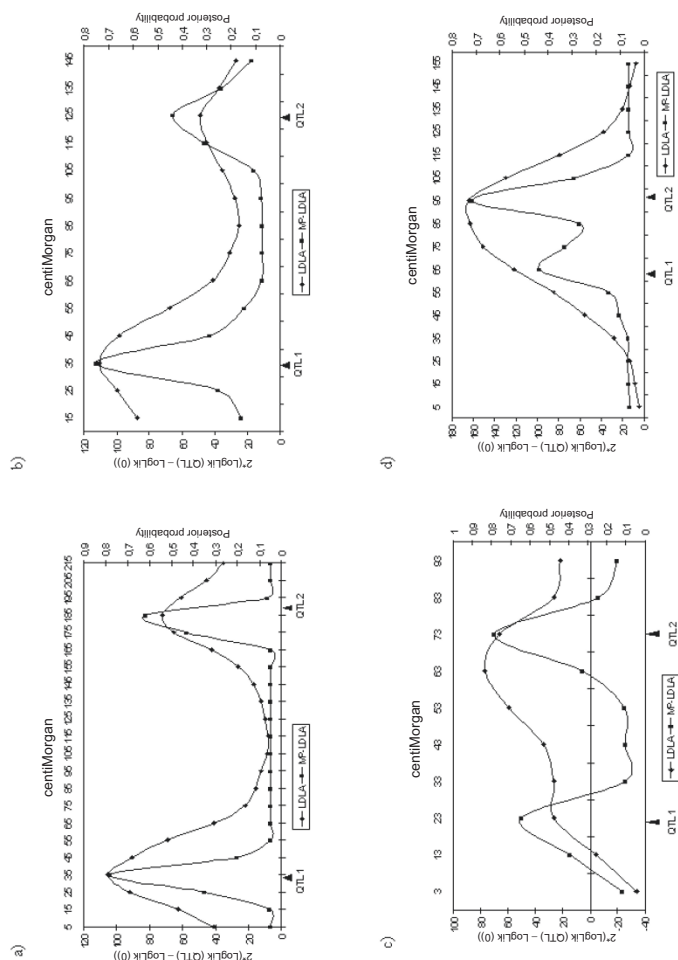 a)
centiMorgan
5 15 25 35 45 55 65 75 85 95 105 115 125 135 145 155 165 175 185 195 205 215
2*(LogLik (QTL) – LogLik (0))
120
100
80
60
40
20
0
Posterior probability
0,9
0,8
0,7
0,6
0,5
0,4
0,3
0,2
0,1
0
QTL1
QTL2
LDLA MP-LDLA
b)
centiMorgan
15 25 35 45 55 65 75 85 95 105 115 125 135 145
2*(LogLik (QTL) – LogLik (0))
120
100
80
60
40
20
0
Posterior probability
0,8
0,7
0,6
0,5
0,4
0,3
0,2
0,1
0
QTL1
QTL2
LDLA MP-LDLA
c)
centiMorgan
3 13 23 33 43 53 63 73 83 93
2*(LogLik (QTL) – LogLik (0))
100
80
60
40
20
0
-20
-40
Posterior probability
1
0,9
0,8
0,7
0,6
0,5
0,4
0,3
0,2
0,1
0
QTL1
QTL2
LDLA MP-LDLA
d)
centiMorgan
5 15 25 35 45 55 65 75 85 95 105 115 125 135 145 155
2*(LogLik (QTL) – LogLik (0))
180
160
140
120
100
80
60
40
20
0
Posterior probability
0,8
0,7
0,6
0,5
0,4
0,3
0,2
0,1
0
QTL1
QTL2
LDLA MP-LDLA